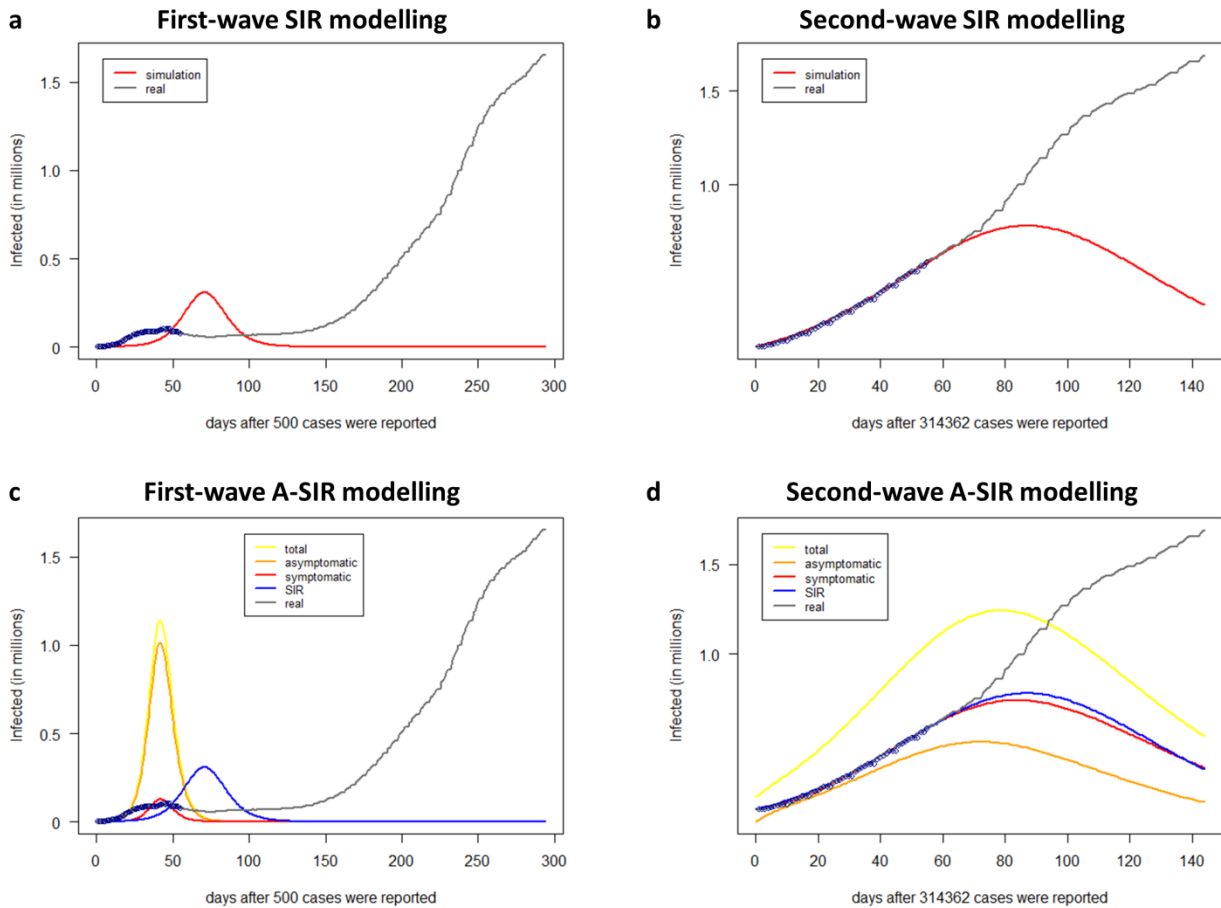 a First-wave SIR modelling
simulation
real
Infected (in millions)
1.5
1.0
0.5
0
0 50 100 150 200 250 300
days after 500 cases were reported
b Second-wave SIR modelling
simulation
real
Infected (in millions)
1.5
1.0
0 20 40 60 80 100 120 140
days after 314362 cases were reported
c First-wave A-SIR modelling
total
asymptomatic
symptomatic
SIR
real
Infected (in millions)
1.5
1.0
0.5
0
0 50 100 150 200 250 300
days after 500 cases were reported
d Second-wave A-SIR modelling
total
asymptomatic
symptomatic
SIR
real
Infected (in millions)
1.5
1.0
0 20 40 60 80 100 120 140
days after 314362 cases were reported